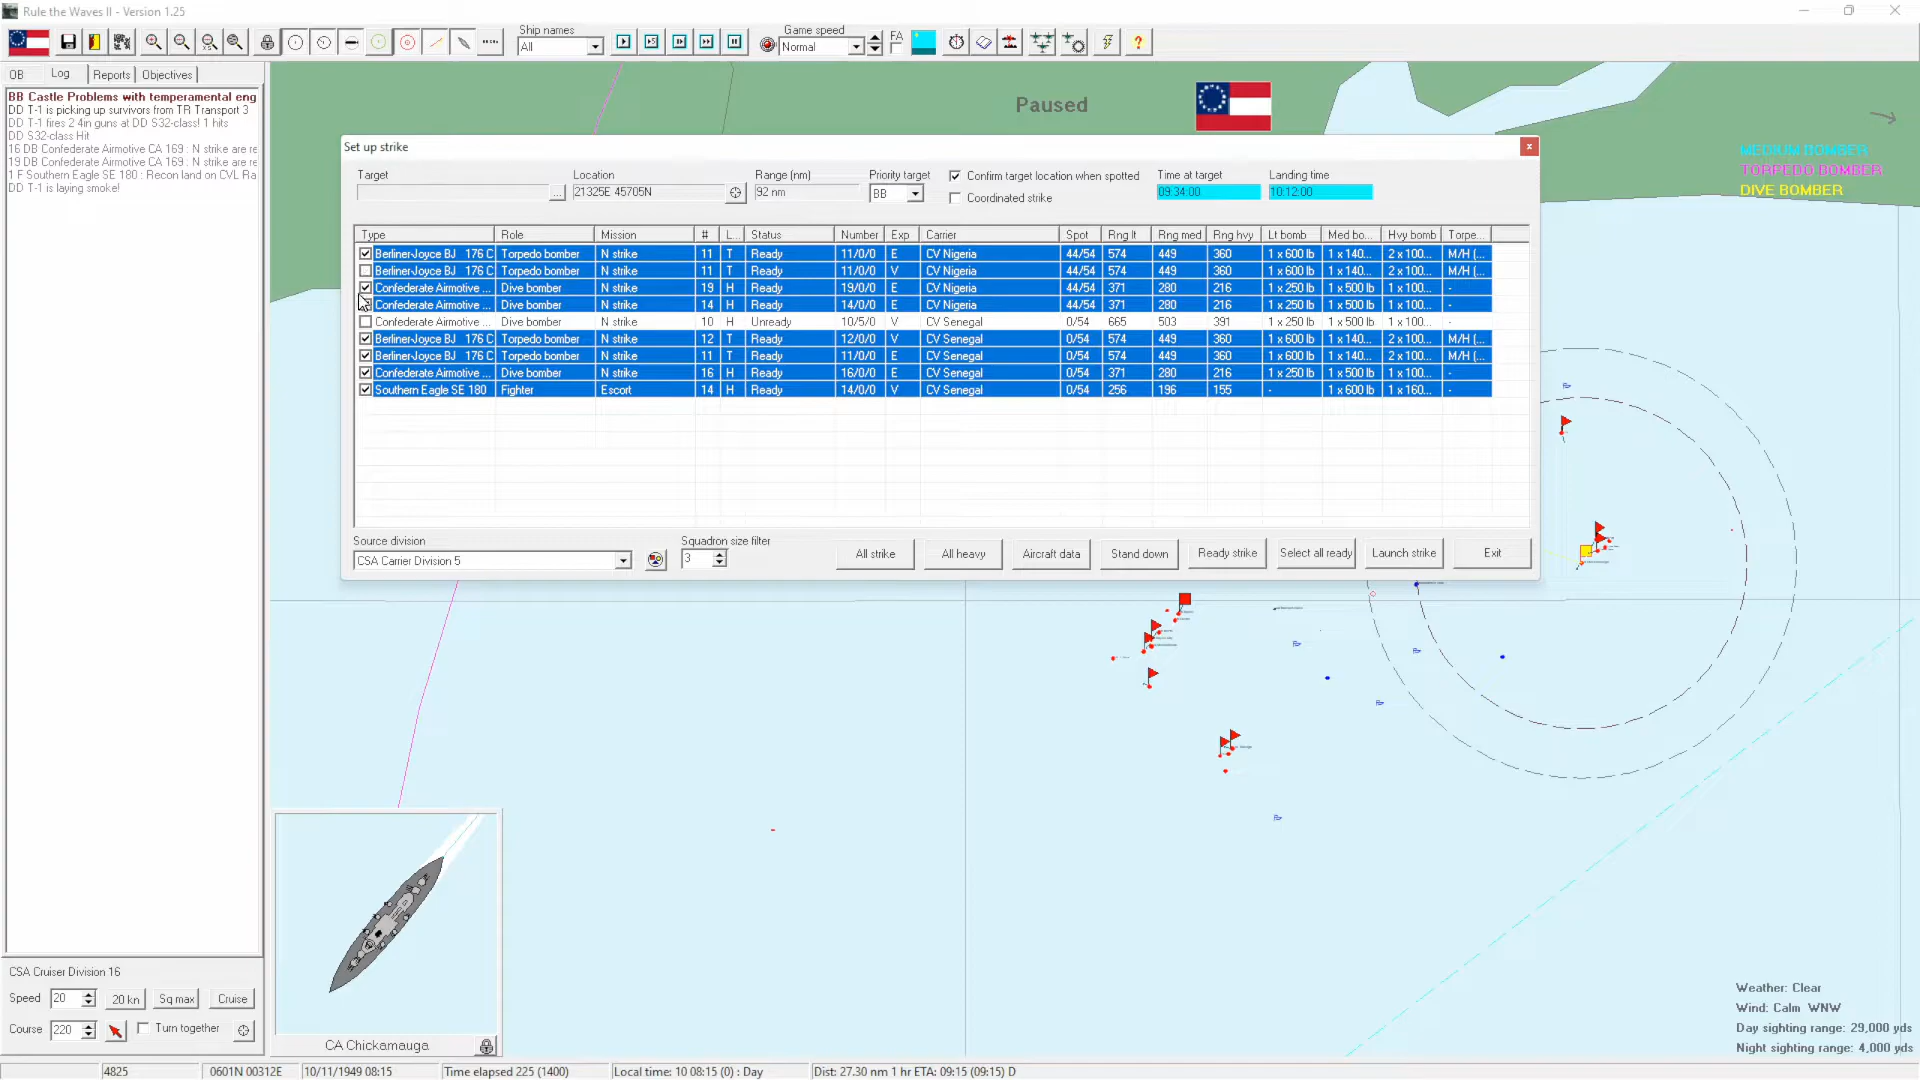 Rule the Waves II - Version 1.25
Ship names
All
Game speed
Normal
FA
OB
Log
Reports
Objectives
BB Castle Problems with temperamental eng
DD T-1 is picking up survivors from TR Transport 3
DD T-1 fires 2 4in guns at DD S32-class! 1 hits
DD S32-class Hit
16 DB Confederate Airmotive CA 169 : N strike are re
19 DB Confederate Airmotive CA 169 : N strike are re
1 F Southern Eagle SE 180 : Recon land on CVL Ra
DD T-1 is laying smoke!
Paused
MEDIUM BOMBER
TORPEDO BOMBER
DIVE BOMBER
Set up strike
Target
Location
Range (nm)
Priority target
Confirm target location when spotted
Time at target
Landing time
...
21325E 45705N
92 nm
BB
Coordinated strike
09:34:00
10:12:00
Type Role Mission # L... Status Number Exp Carrier Spot Rng lt Rng med Rng hvy Lt bomb Med bo... Hvy bomb Torpe...
Berliner-Joyce BJ 176 C Torpedo bomber N strike 11 T Ready 11/0/0 E CV Nigeria 44/54 574 449 360 1 x 600 lb 1 x 140... 2 x 100... M/H (...
Berliner-Joyce BJ 176 C Torpedo bomber N strike 11 T Ready 11/0/0 V CV Nigeria 44/54 574 449 360 1 x 600 lb 1 x 140... 2 x 100... M/H (...
Confederate Airmotive ... Dive bomber N strike 19 H Ready 19/0/0 E CV Nigeria 44/54 371 280 216 1 x 250 lb 1 x 500 lb 1 x 100... -
Confederate Airmotive ... Dive bomber N strike 14 H Ready 14/0/0 E CV Nigeria 44/54 371 280 216 1 x 250 lb 1 x 500 lb 1 x 100... -
Confederate Airmotive ... Dive bomber N strike 10 H Unready 10/5/0 V CV Senegal 0/54 665 503 391 1 x 250 lb 1 x 500 lb 1 x 100... -
Berliner-Joyce BJ 176 C Torpedo bomber N strike 12 T Ready 12/0/0 V CV Senegal 0/54 574 449 360 1 x 600 lb 1 x 140... 2 x 100... M/H (...
Berliner-Joyce BJ 176 C Torpedo bomber N strike 11 T Ready 11/0/0 E CV Senegal 0/54 574 449 360 1 x 600 lb 1 x 140... 2 x 100... M/H (...
Confederate Airmotive ... Dive bomber N strike 16 H Ready 16/0/0 E CV Senegal 0/54 371 280 216 1 x 250 lb 1 x 500 lb 1 x 100... -
Southern Eagle SE 180 Fighter Escort 14 H Ready 14/0/0 V CV Senegal 0/54 256 196 155 - 1 x 600 lb 1 x 160... -
Source division
CSA Carrier Division 5
Squadron size filter
3
All strike
All heavy
Aircraft data
Stand down
Ready strike
Select all ready
Launch strike
Exit
CSA Cruiser Division 16
Speed 20 20 kn Sq max Cruise
Course 220 Turn together
CA Chickamauga
Weather: Clear
Wind: Calm WNW
Day sighting range: 29,000 yds
Night sighting range: 4,000 yds
4825
0601N 00312E
10/11/1949 08:15
Time elapsed 225 (1400)
Local time: 10 08:15 (0) : Day
Dist: 27.30 nm 1 hr ETA: 09:15 (09:15) D